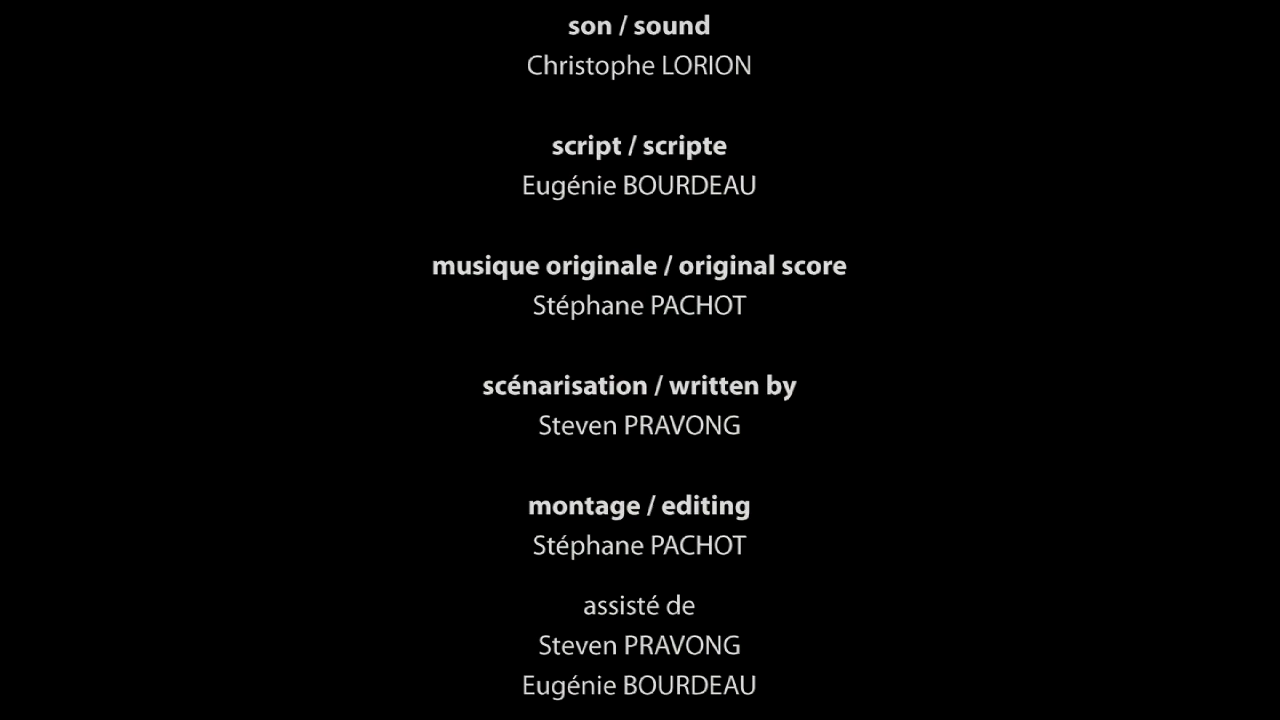 son / sound
Christophe LORION
script / scripte
Eugénie BOURDEAU
musique originale / original score
Stéphane PACHOT
scénarisation / written by
Steven PRAVONG
montage / editing
Stéphane PACHOT
assisté de
Steven PRAVONG
Eugénie BOURDEAU